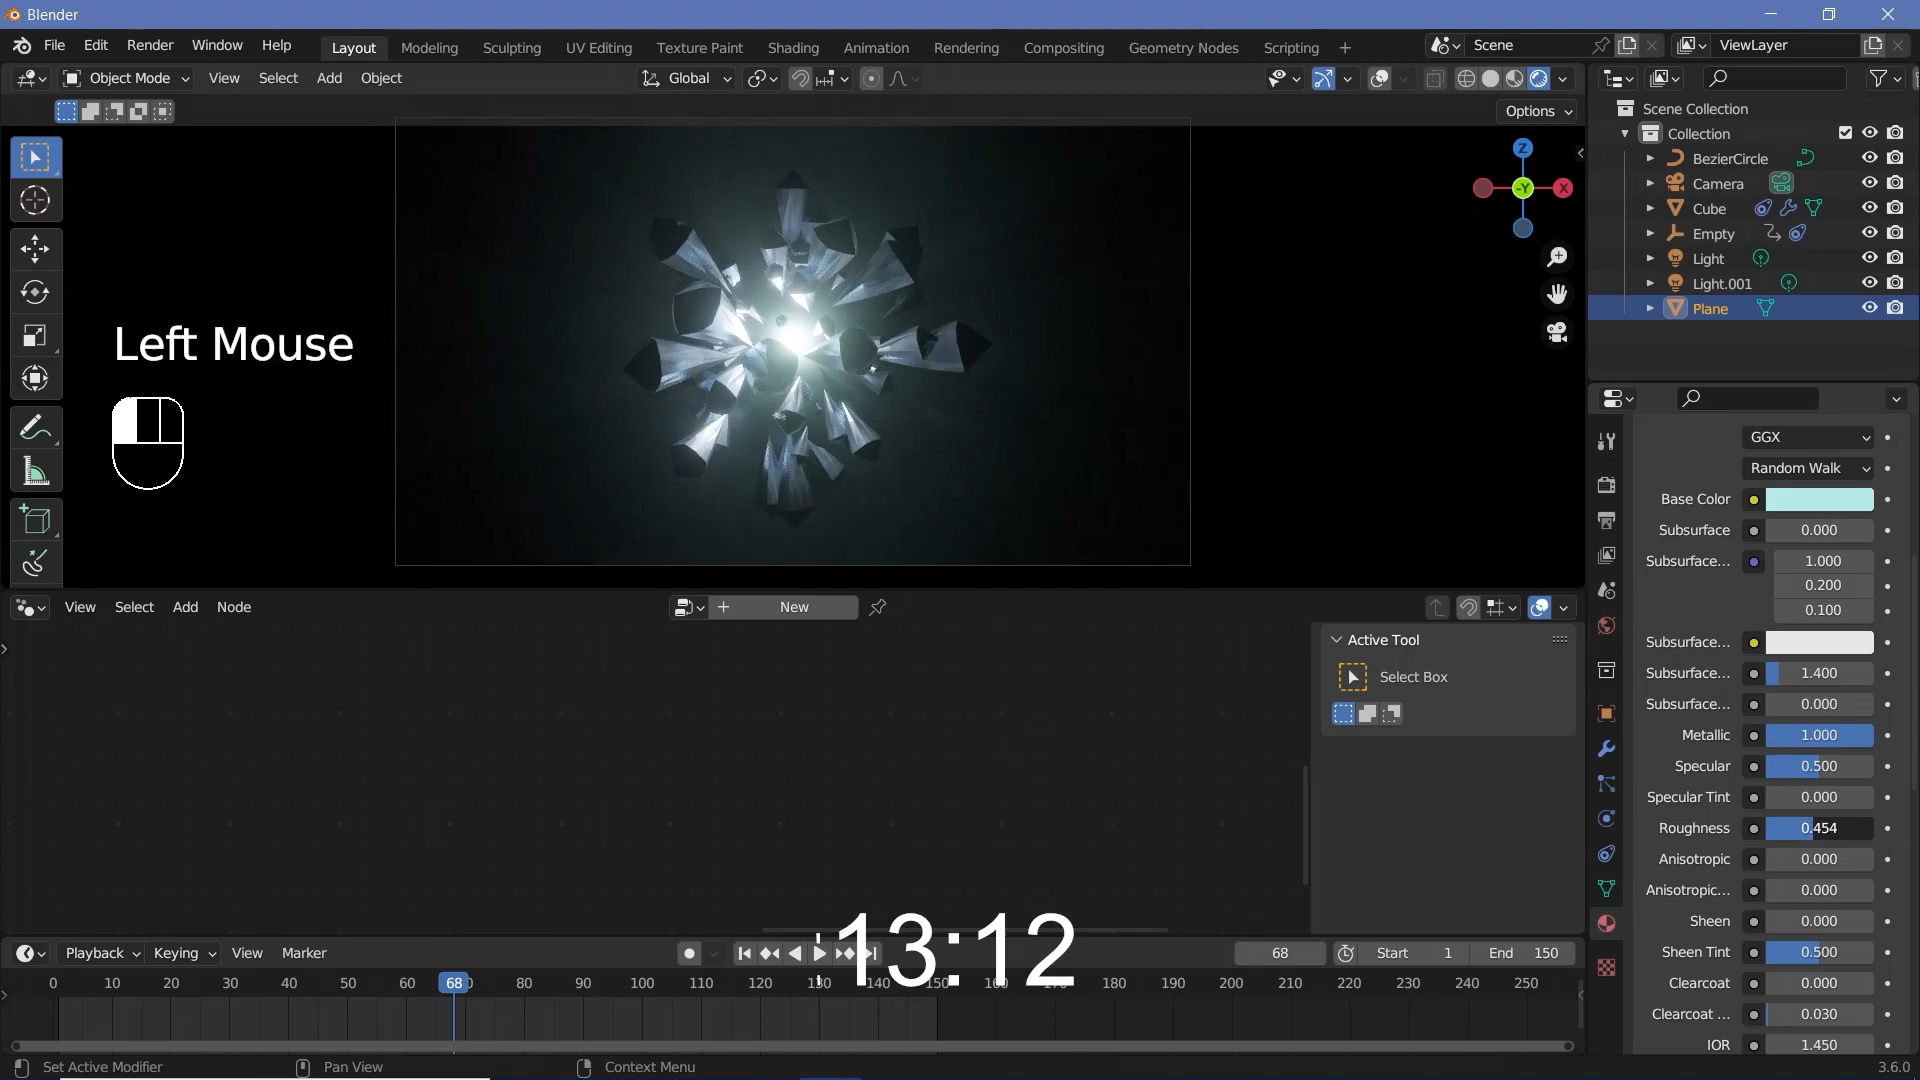 Blender
File Edit Render Window Help Layout Modeling Sculpting UV Editing Texture Paint Shading Animation Rendering Compositing Geometry Nodes Scripting + Scene ViewLayer
Object Mode View Select Add Object Global
Options
Z
-Y X
Left Mouse
Scene Collection
Collection
BezierCircle
Camera
Cube
Empty
Light
Light.001
Plane
GGX
Random Walk
Base Color
Subsurface 0.000
Subsurface... 1.000
0.200
0.100
Subsurface...
Subsurface... 1.400
Subsurface... 0.000
Metallic 1.000
Specular 0.500
Specular Tint 0.000
Roughness 0.454
Anisotropic 0.000
Anisotropic... 0.000
Sheen 0.000
Sheen Tint 0.500
Clearcoat 0.000
Clearcoat ... 0.030
IOR 1.450
View Select Add Node + New
Active Tool
Select Box
13:12
Playback Keying View Marker 68 Start 1 End 150
0 10 20 30 40 50 60 68 80 90 100 110 120 130 140 150 160 170 180 190 200 210 220 230 240 250
Set Active Modifier Pan View Context Menu 3.6.0